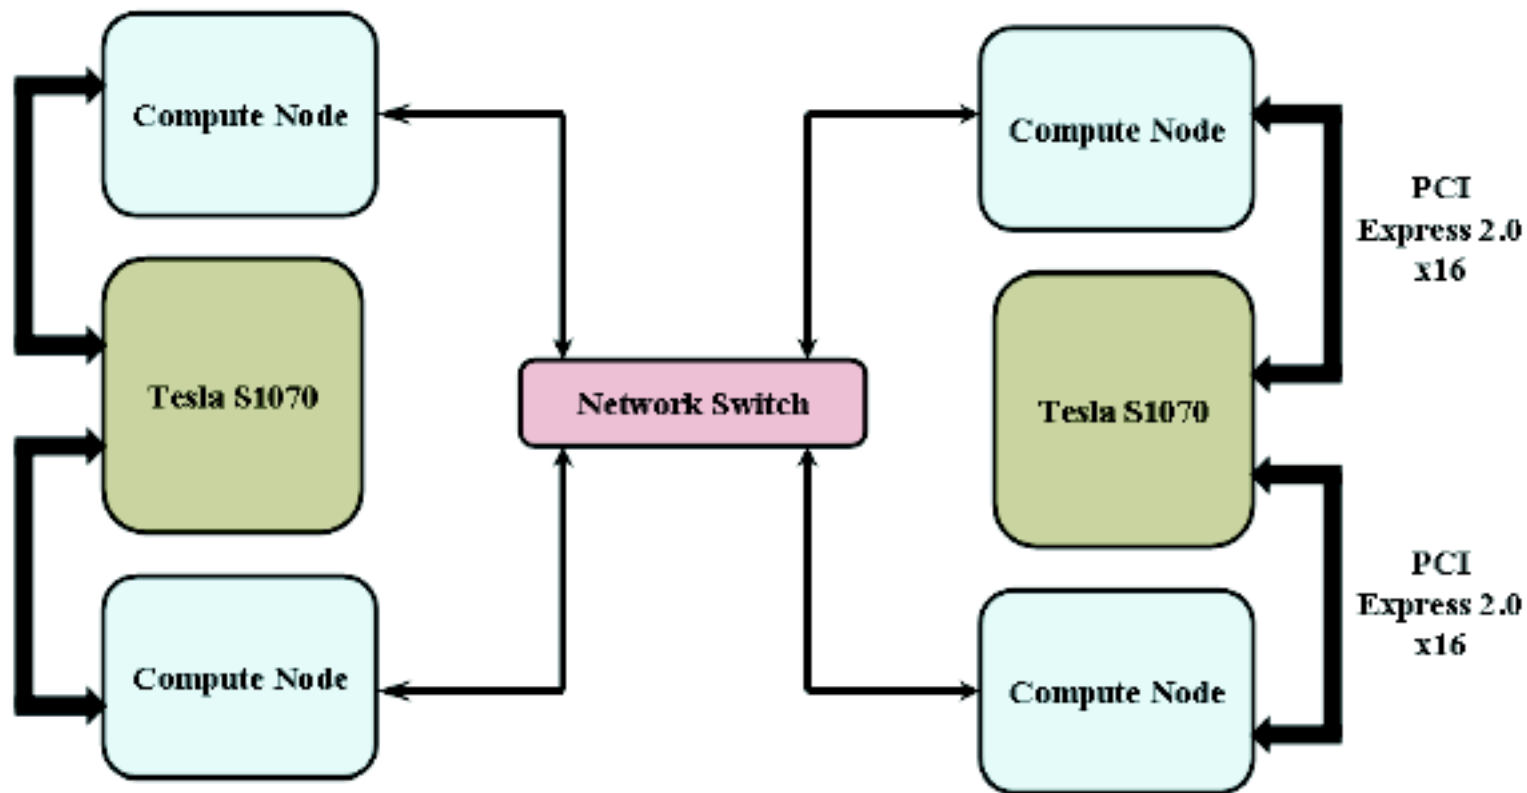 Compute Node
Compute Node
PCI
Express 2.0
x16
Tesla S1070
Network Switch
Tesla S1070
PCI
Express 2.0
x16
Compute Node
Compute Node